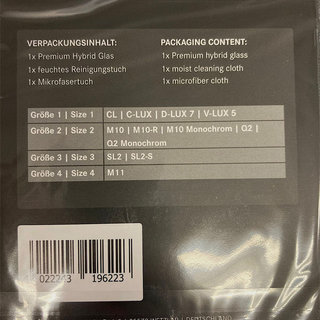 VERPACKUNGSINHALT:
1x Premium Hybrid Glas
1x feuchtes Reinigungstuch
1x Mikrofasertuch
PACKAGING CONTENT:
1x Premium hybrid glass
1x moist cleaning cloth
1x microfiber cloth
Größe 1 | Size 1 CL | C-LUX | D-LUX 7 | V-LUX 5
Größe 2 | Size 2 M10 | M10-R | M10 Monochrom | Q2 |
Q2 Monochrom
Größe 3 | Size 3 SL2 | SL2-S
Größe 4 | Size 4 M11
022243 196223
DEUTSCHLAND